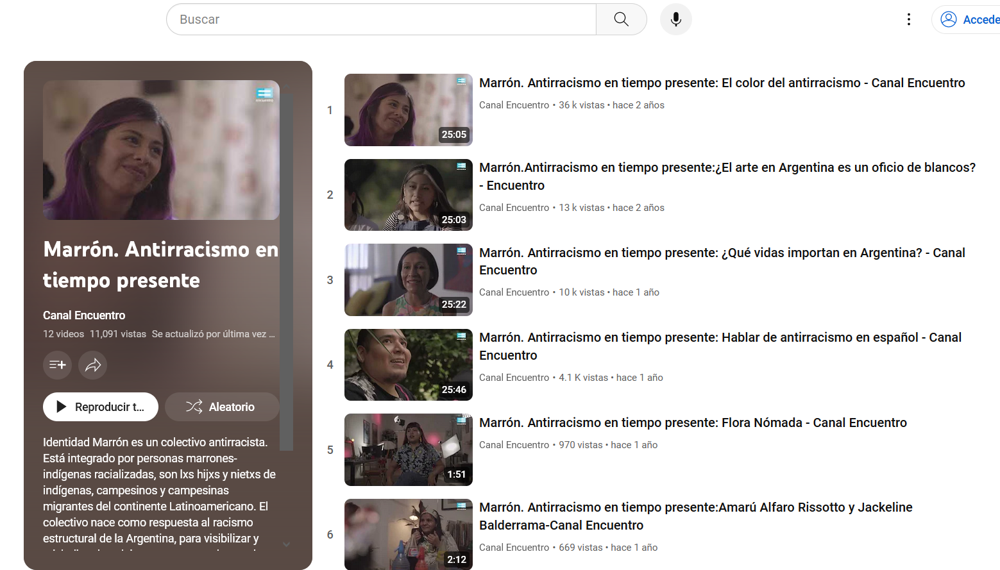 Buscar
Accede
encuentro
Marrón. Antirracismo en
tiempo presente
Canal Encuentro
12 videos 11,091 vistas Se actualizó por última vez ...
Reproducir t...
Aleatorio
Identidad Marrón es un colectivo antirracista.
Está integrado por personas marrones-
indígenas racializadas, son lxs hijxs y nietxs de
indígenas, campesinos y campesinas
migrantes del continente Latinoamericano. El
colectivo nace como respuesta al racismo
estructural de la Argentina, para visibilizar y
1
25:05
Marrón. Antirracismo en tiempo presente: El color del antirracismo - Canal Encuentro
Canal Encuentro • 36 k vistas • hace 2 años
2
25:03
Marrón.Antirracismo en tiempo presente:¿El arte en Argentina es un oficio de blancos?
- Encuentro
Canal Encuentro • 13 k vistas • hace 2 años
3
25:22
Marrón. Antirracismo en tiempo presente: ¿Qué vidas importan en Argentina? - Canal
Encuentro
Canal Encuentro • 10 k vistas • hace 1 año
4
25:46
Marrón. Antirracismo en tiempo presente: Hablar de antirracismo en español - Canal
Encuentro
Canal Encuentro • 4.1 K vistas • hace 1 año
5
1:51
Marrón. Antirracismo en tiempo presente: Flora Nómada - Canal Encuentro
Canal Encuentro • 970 vistas • hace 1 año
6
2:12
Marrón. Antirracismo en tiempo presente:Amarú Alfaro Rissotto y Jackeline
Balderrama-Canal Encuentro
Canal Encuentro • 669 vistas • hace 1 año